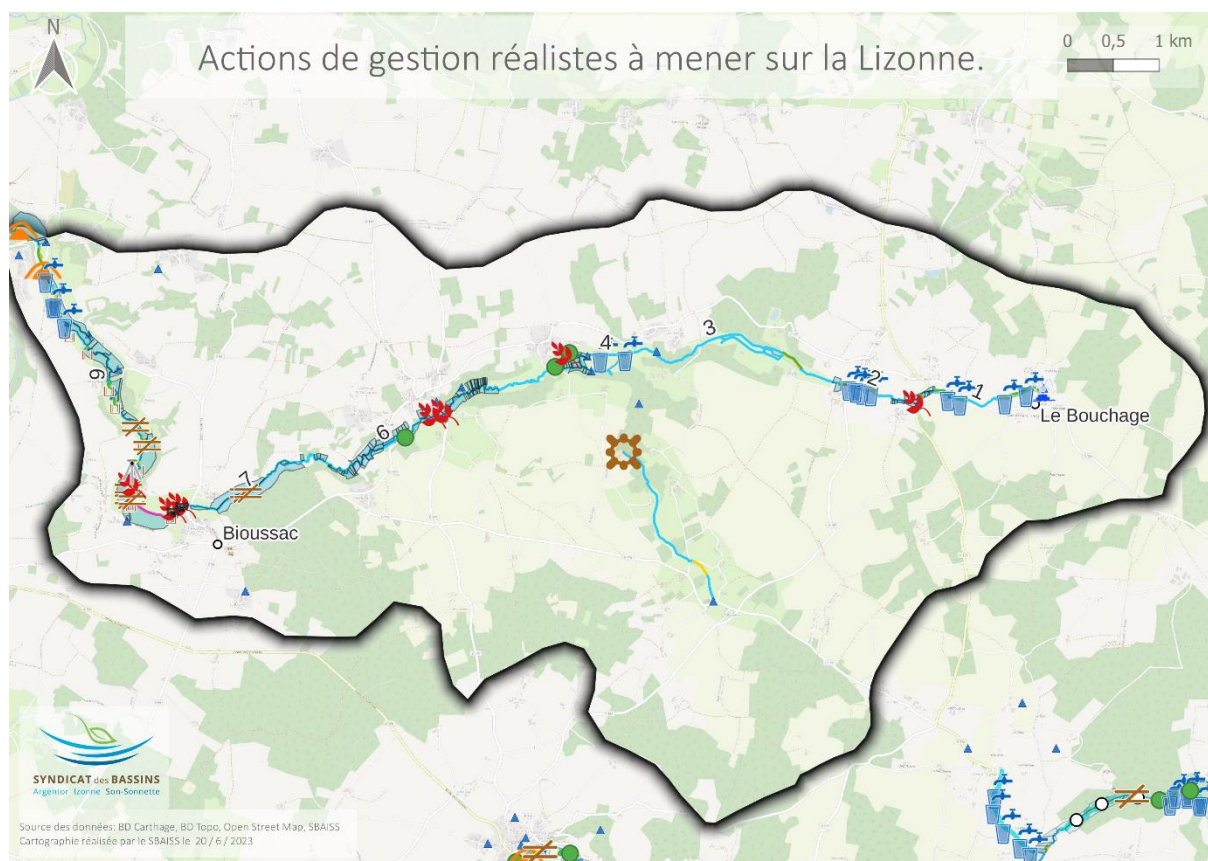 N
Actions de gestion réalistes à mener sur la Lizonne.
0 0,5 1 km
4
3
2
1
Le Bouchage
9
6
7
Bioussac
SYNDICAT des BASSINS
Argentor Izonne Son-Sonnette
Source des données: BD Carthage, BD Topo, Open Street Map, SBAISS
Cartographie réalisée par le SBAISS le 20 / 6 / 2023